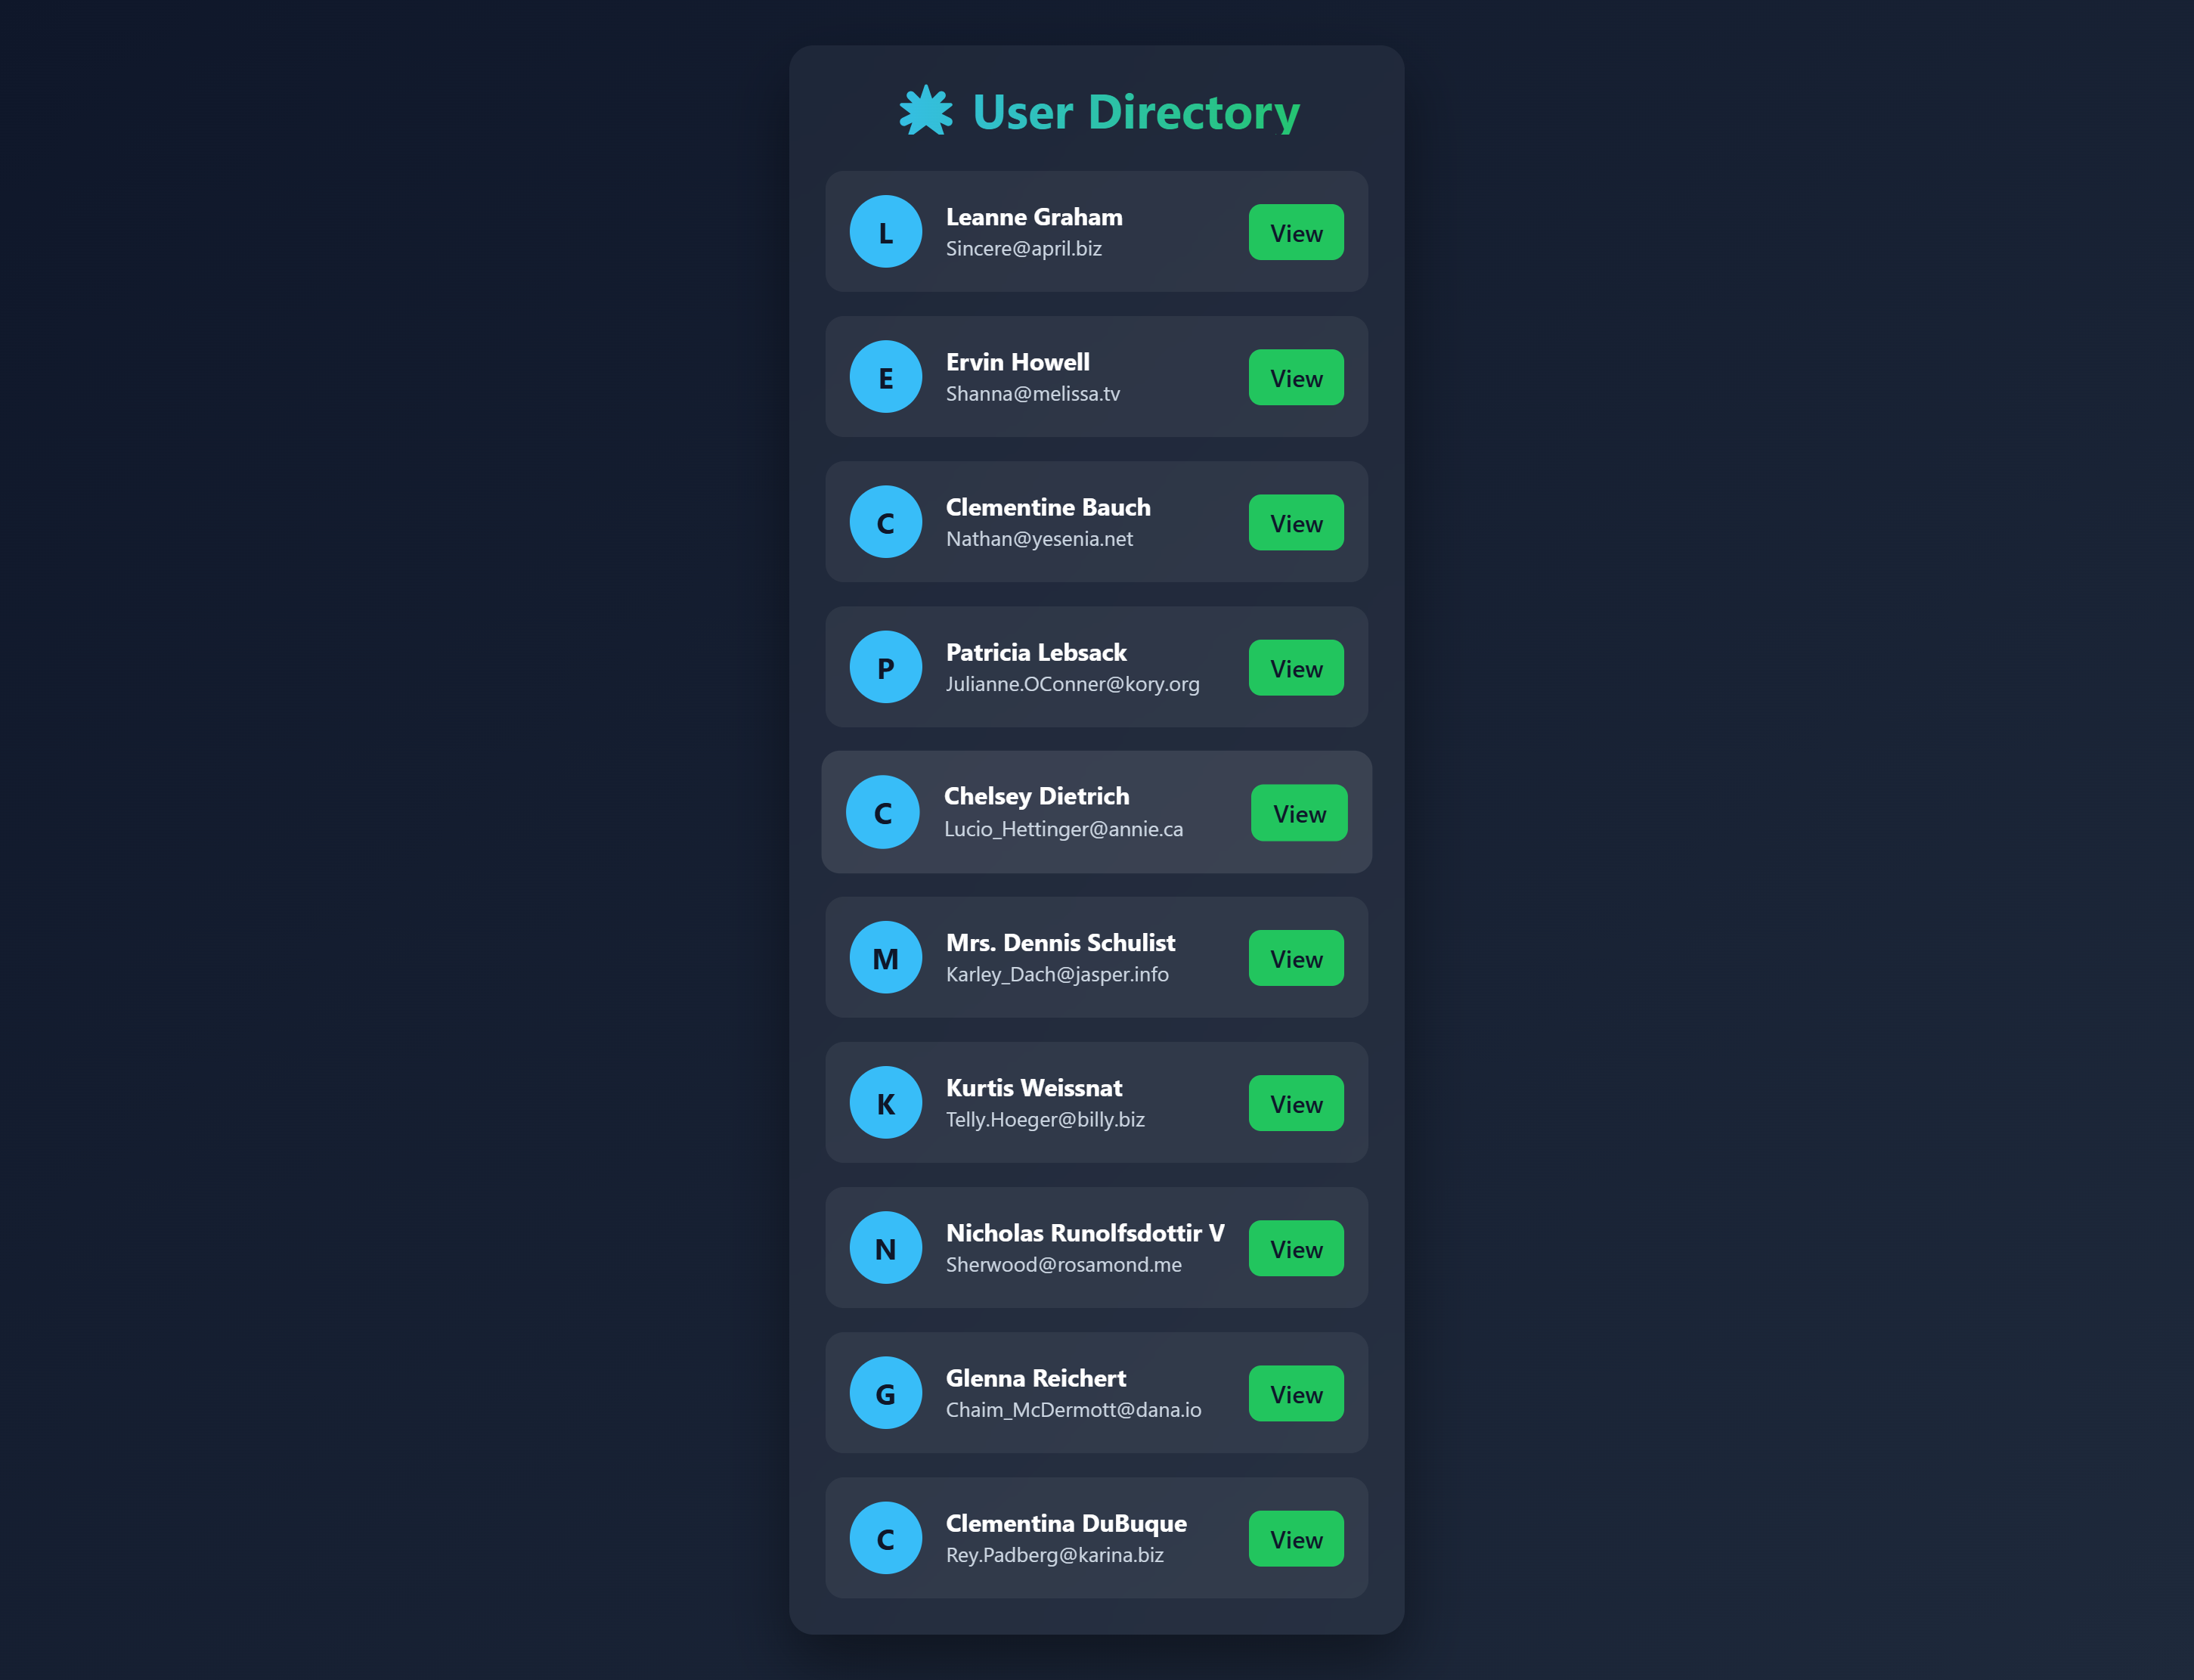 User Directory
L
Leanne Graham
Sincere@april.biz
View
E
Ervin Howell
Shanna@melissa.tv
View
C
Clementine Bauch
Nathan@yesenia.net
View
P
Patricia Lebsack
Julianne.OConner@kory.org
View
C
Chelsey Dietrich
Lucio_Hettinger@annie.ca
View
M
Mrs. Dennis Schulist
Karley_Dach@jasper.info
View
K
Kurtis Weissnat
Telly.Hoeger@billy.biz
View
N
Nicholas Runolfsdottir V
Sherwood@rosamond.me
View
G
Glenna Reichert
Chaim_McDermott@dana.io
View
C
Clementina DuBuque
Rey.Padberg@karina.biz
View